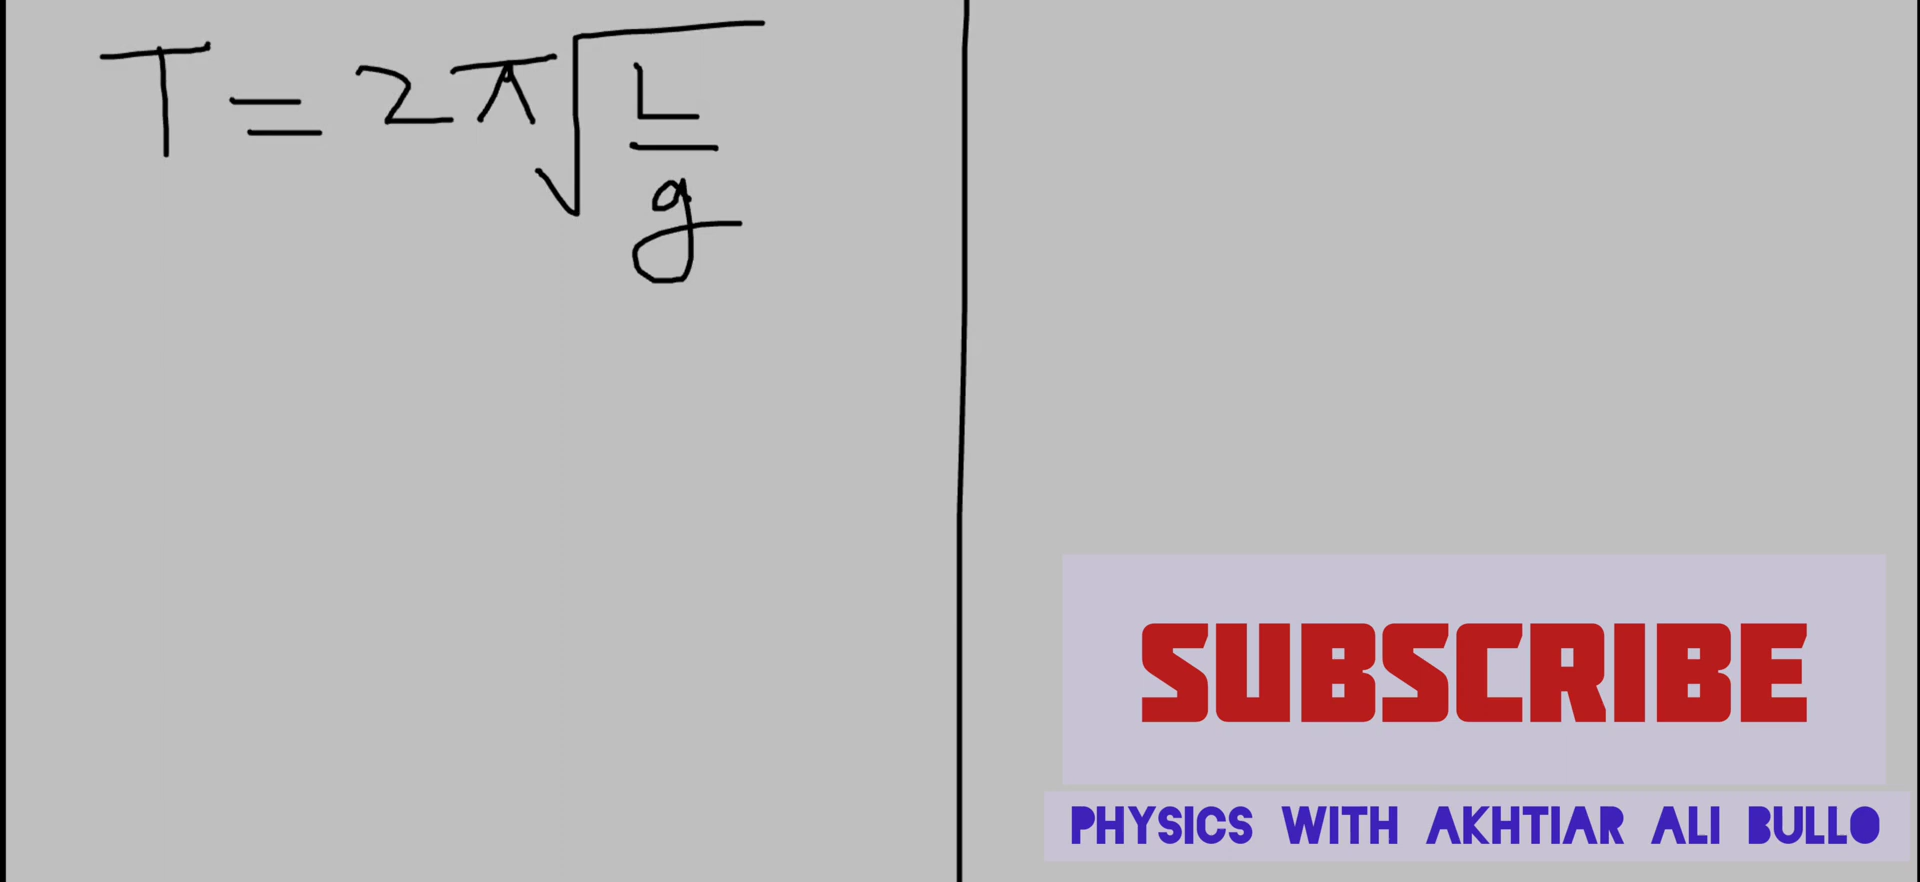 T = 2π√(L/g)
SUBSCRIBE
PHYSICS WITH AKHTIAR ALI BULLO